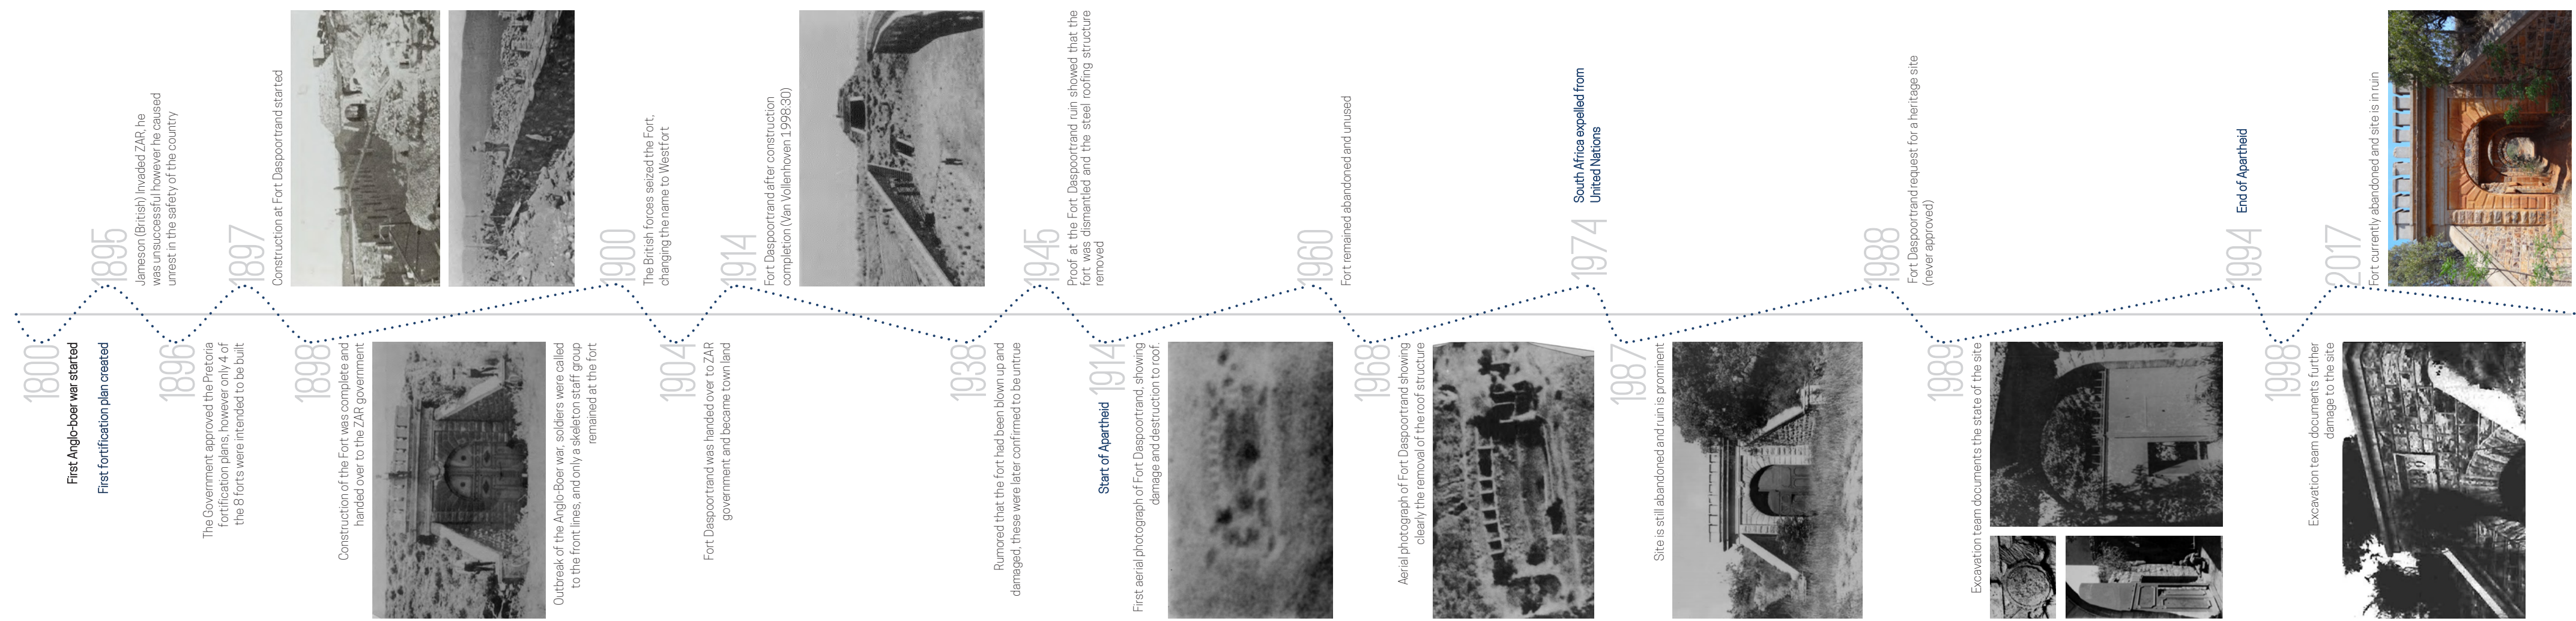 1800
First Anglo-boer war started
First fortification plan created
1895
Jameson (British) Invaded ZAR, he
was unsuccessful however he caused
unrest in the safety of the country
1896
The Government approved the Pretoria
fortification plans, however only 4 of
the 8 forts were intended to be built
1897
Construction at Fort Daspoortrand started
1898
Construction of the Fort was complete and
handed over to the ZAR government
Outbreak of the Anglo-Boer war, soldiers were called
to the front lines, and only a skeleton staff group
remained at the fort
1900
The British forces seized the Fort,
changing the name to Westfort
1904
Fort Daspoortrand was handed over to ZAR
government and became town land
1914
Fort Daspoortrand after construction
completion (Van Vollenhoven 1998:30)
1938
Rumored that the fort had been blown up and
damaged, these were later confirmed to be untrue
1945
Proof at the Fort Daspoortrand ruin showed that the
fort was dismantled and the steel roofing structure
removed
1914
Start of Apartheid
First aerial photograph of Fort Daspoortrand, showing
damage and destruction to roof.
1960
Fort remained abandoned and unused
1968
Aerial photograph of Fort Daspoortrand showing
clearly the removal of the roof structure
1974
South Africa expelled from
United Nations
1987
Site is still abandoned and ruin is prominent
1988
Fort Daspoortrand request for a heritage site
(never approved)
1989
Excavation team documents the state of the site
1994
End of Apartheid
1998
Excavation team documents further
damage to the site
2017
Fort currently abandoned and site is in ruin